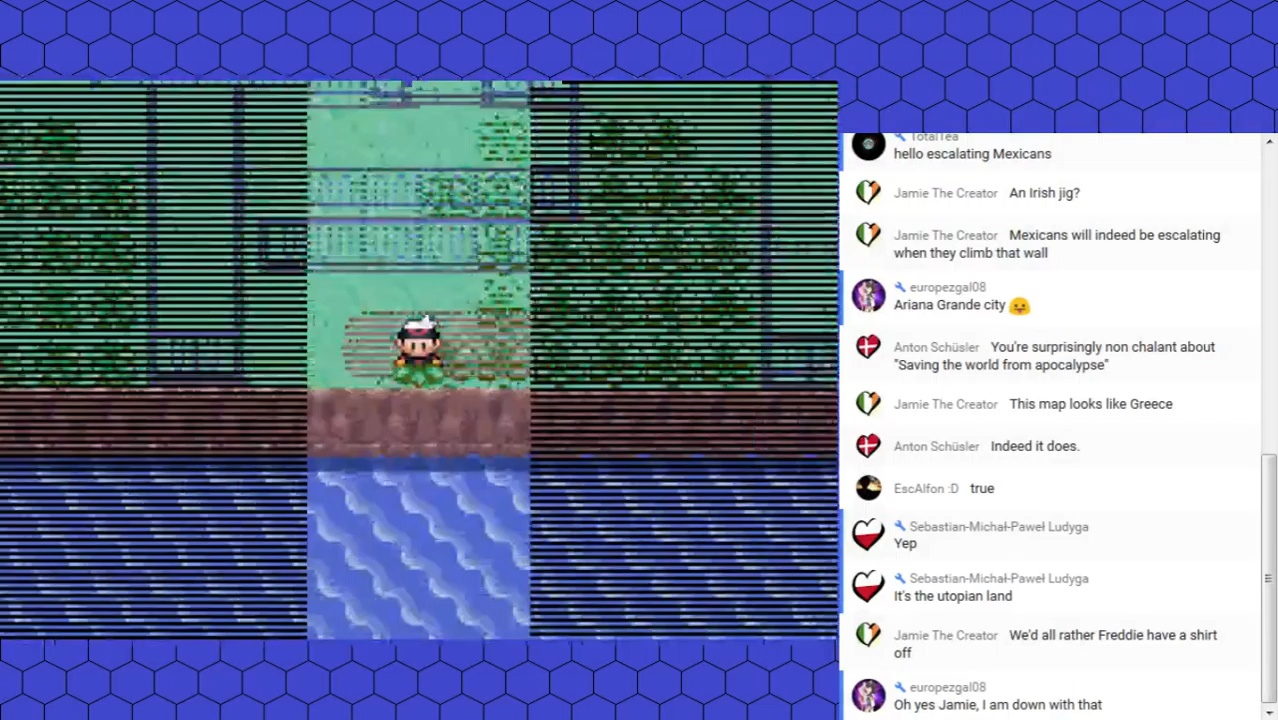 TotalTea
hello escalating Mexicans
Jamie The Creator An Irish jig?
Jamie The Creator Mexicans will indeed be escalating
when they climb that wall
europezgal08
Ariana Grande city
Anton Schüsler You're surprisingly non chalant about
"Saving the world from apocalypse"
Jamie The Creator This map looks like Greece
Anton Schüsler Indeed it does.
EscAlfon :D true
Sebastian-Michał-Paweł Ludyga
Yep
Sebastian-Michał-Paweł Ludyga
It's the utopian land
Jamie The Creator We'd all rather Freddie have a shirt
off
europezgal08
Oh yes Jamie, I am down with that